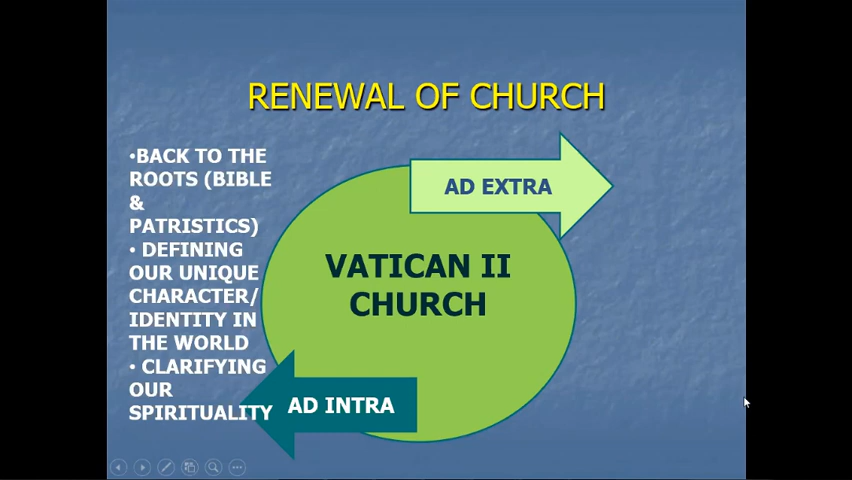 RENEWAL OF CHURCH
•BACK TO THE
ROOTS (BIBLE
&
PATRISTICS)
• DEFINING
OUR UNIQUE
CHARACTER/
IDENTITY IN
THE WORLD
• CLARIFYING
OUR
SPIRITUALITY
AD EXTRA
VATICAN II
CHURCH
AD INTRA